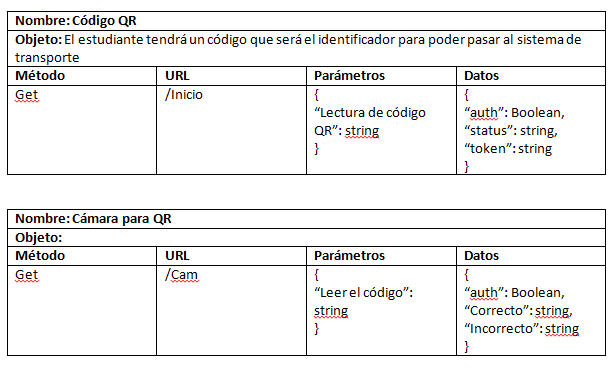 Nombre: Código QR
Objeto: El estudiante tendrá un código que será el identificador para poder pasar al sistema de
transporte
Método URL Parámetros Datos
Get /Inicio { {
“Lectura de código “auth”: Boolean,
QR”: string “status”: string,
} “token”: string
}
Nombre: Cámara para QR
Objeto:
Método URL Parámetros Datos
Get /Cam { {
“Leer el código”: “auth”: Boolean,
string “Correcto”: string,
} “Incorrecto”: string
}